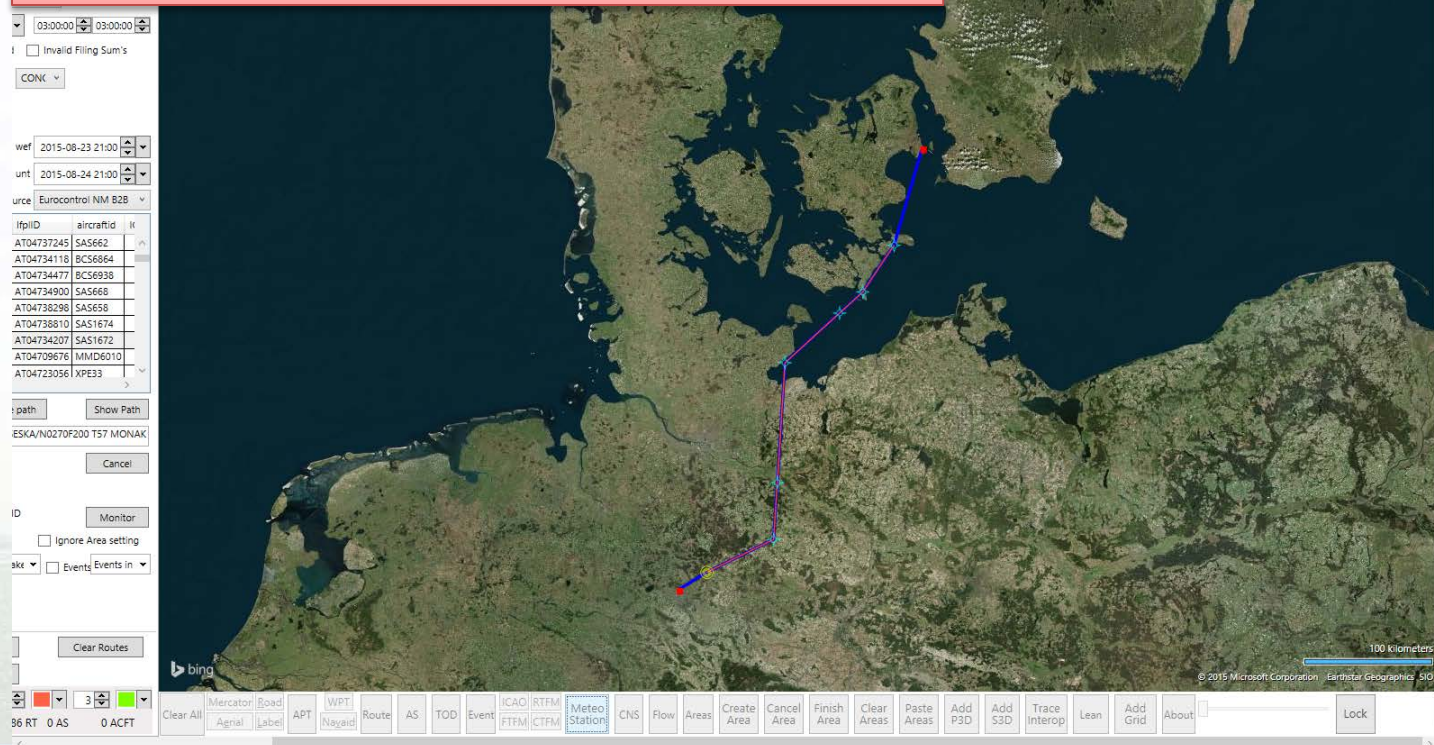 03:00:00 03:00:00
Invalid Filing Sum's
CONC
wef 2015-08-23 21:00
unt 2015-08-24 21:00
urce Eurocontrol NM B2B
IfplID aircraftid
AT04737245 SAS662
AT04734118 BCS6864
AT04734477 BCS6938
AT04734900 SAS668
AT04738298 SAS658
AT04738810 SAS1674
AT04734207 SAS1672
AT04709676 MMD6010
AT04723056 XPE33
path Show Path
ESKA/N0270F200 T57 MONAK
Cancel
ID
Monitor
Ignore Area setting
ake Events Events in
Clear Routes
3
86 RT 0 AS 0 ACFT
bing
100 kilometers
© 2015 Microsoft Corporation Earthstar Geographics SIO
Clear All
Mercator Road
Agrial Label
APT
WPT
Navaid
Route
AS
TOD
Event
ICAO RTFM
FTFM CTFM
Meteo Station
CNS
Flow
Areas
Create Area
Cancel Area
Finish Area
Clear Areas
Paste Areas
Add P3D
Add S3D
Trace Interop
Lean
Add Grid
About
Lock